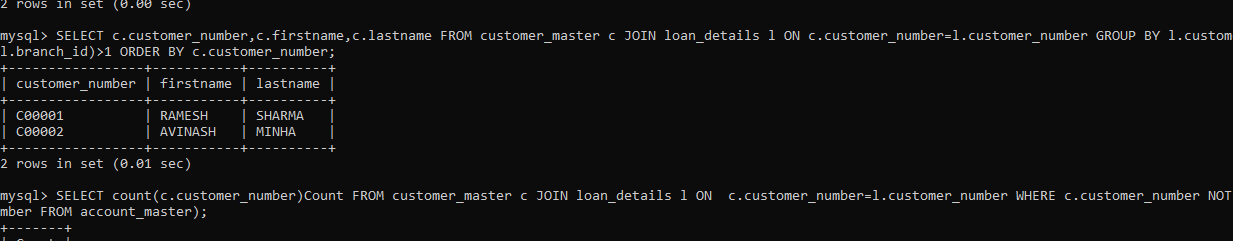 2 rows in set (0.00 sec)
mysql> SELECT c.customer_number,c.firstname,c.lastname FROM customer_master c JOIN loan_details l ON c.customer_number=l.customer_number GROUP BY l.custome
l.branch_id)>1 ORDER BY c.customer_number;
+-----------------+-----------+----------+
| customer_number | firstname | lastname |
+-----------------+-----------+----------+
| C00001          | RAMESH    | SHARMA   |
| C00002          | AVINASH   | MINHA    |
+-----------------+-----------+----------+
2 rows in set (0.01 sec)
mysql> SELECT count(c.customer_number)Count FROM customer_master c JOIN loan_details l ON  c.customer_number=l.customer_number WHERE c.customer_number NOT
mber FROM account_master);
+-------+